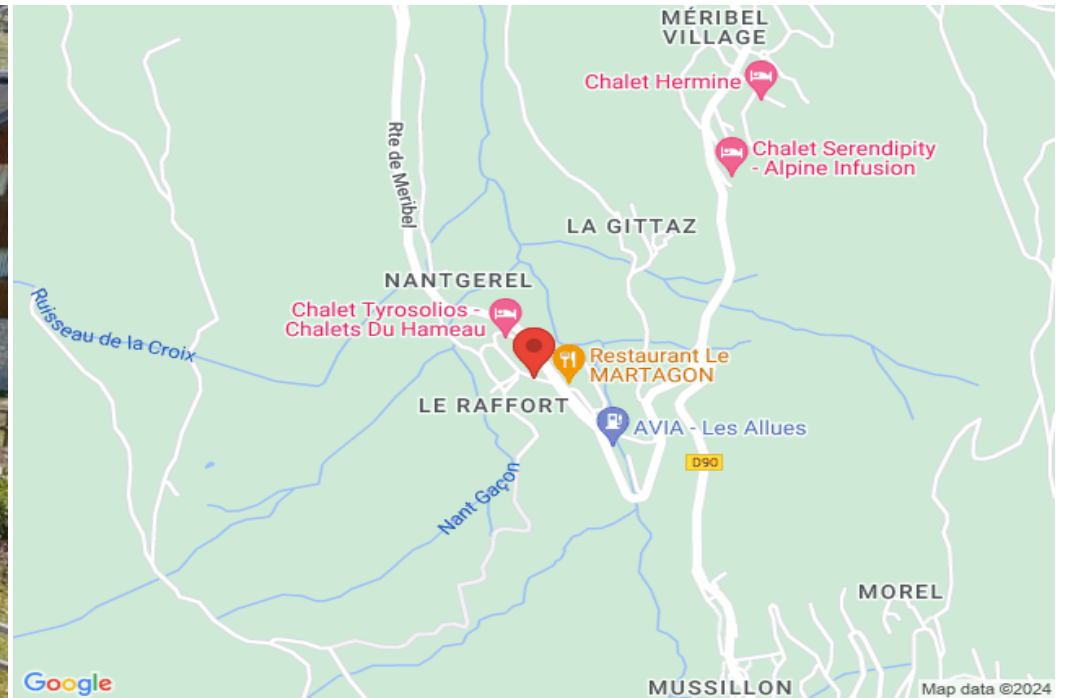 MÉRIBEL
VILLAGE
Chalet Hermine
Chalet Serendipity
- Alpine Infusion
Rte de Meribel
LA GITTAZ
NANTGEREL
Chalet Tyrosolios -
Chalets Du Hameau
Ruisseau de la Croix
Restaurant Le
MARTAGON
LE RAFFORT
AVIA - Les Allues
D90
Nant Gaçon
MOREL
MUSSILLON
Google
Map data ©2024